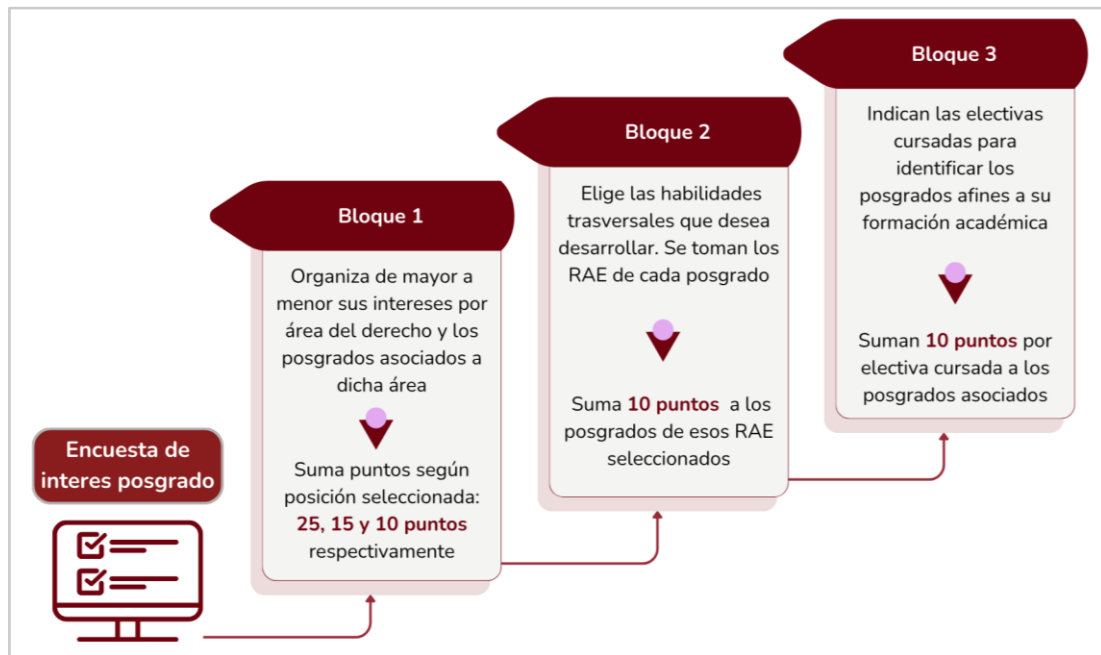 Encuesta de
interes posgrado
Bloque 1
Organiza de mayor a
menor sus intereses por
área del derecho y los
posgrados asociados a
dicha área
Suma puntos según
posición seleccionada:
25, 15 y 10 puntos
respectivamente
Bloque 2
Elige las habilidades
trasversales que desea
desarrollar. Se toman los
RAE de cada posgrado
Suma 10 puntos a los
posgrados de esos RAE
seleccionados
Bloque 3
Indican las electivas
cursadas para
identificar los
posgrados afines a su
formación académica
Suman 10 puntos por
electiva cursada a los
posgrados asociados